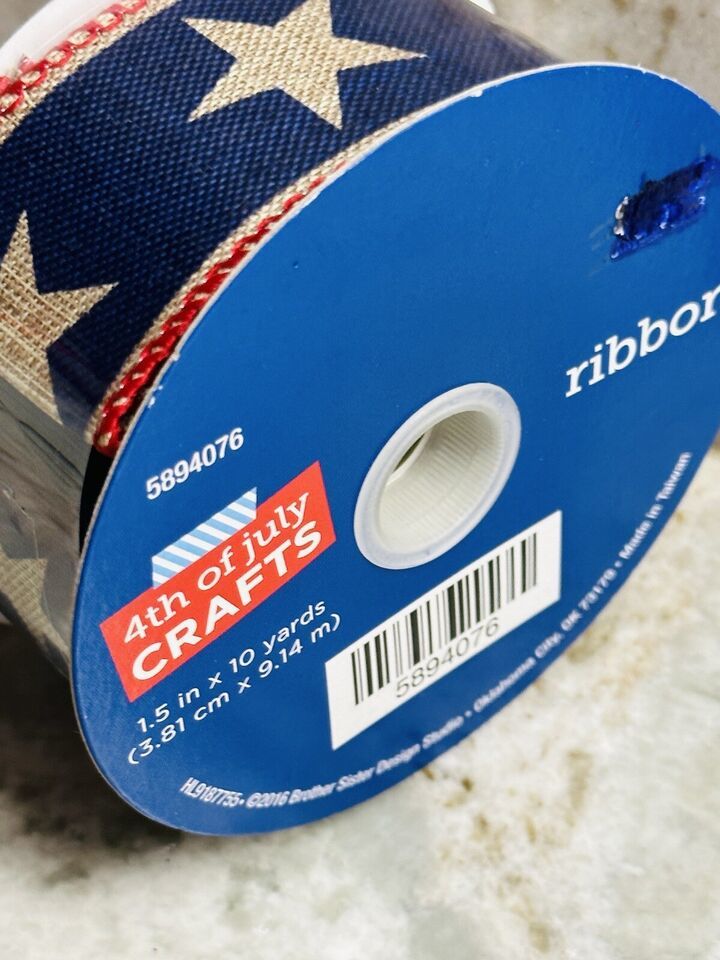 ribbon
5894076
4th of july
CRAFTS
1.5 in x 10 yards
(3.81 cm x 9.14 m)
5894076
HL9187755• ©2016 Brother Sister Design Studio • Oklahoma City, OK 73179 • Made in Taiwan